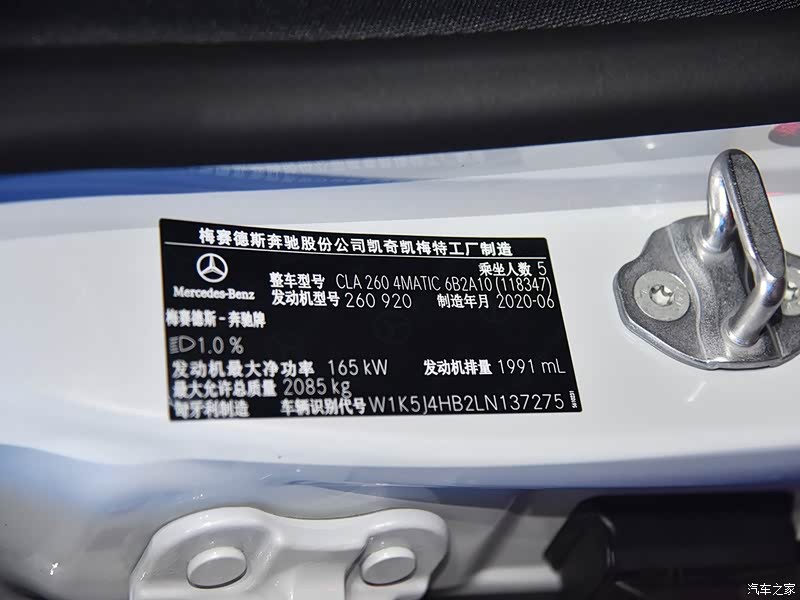 梅赛德斯奔驰股份公司凯奇凯梅特工厂制造
乘坐人数 5
Mercedes-Benz
整车型号 CLA 260 4MATIC 6B2A10 (118347)
发动机型号 260 920 制造年月 2020-06
梅赛德斯-奔驰牌
1.0 %
发动机最大净功率 165 kW 发动机排量 1991 mL
最大允许总质量 2085 kg
匈牙利制造 车辆识别代号 W1K5J4HB2LN137275
汽车之家